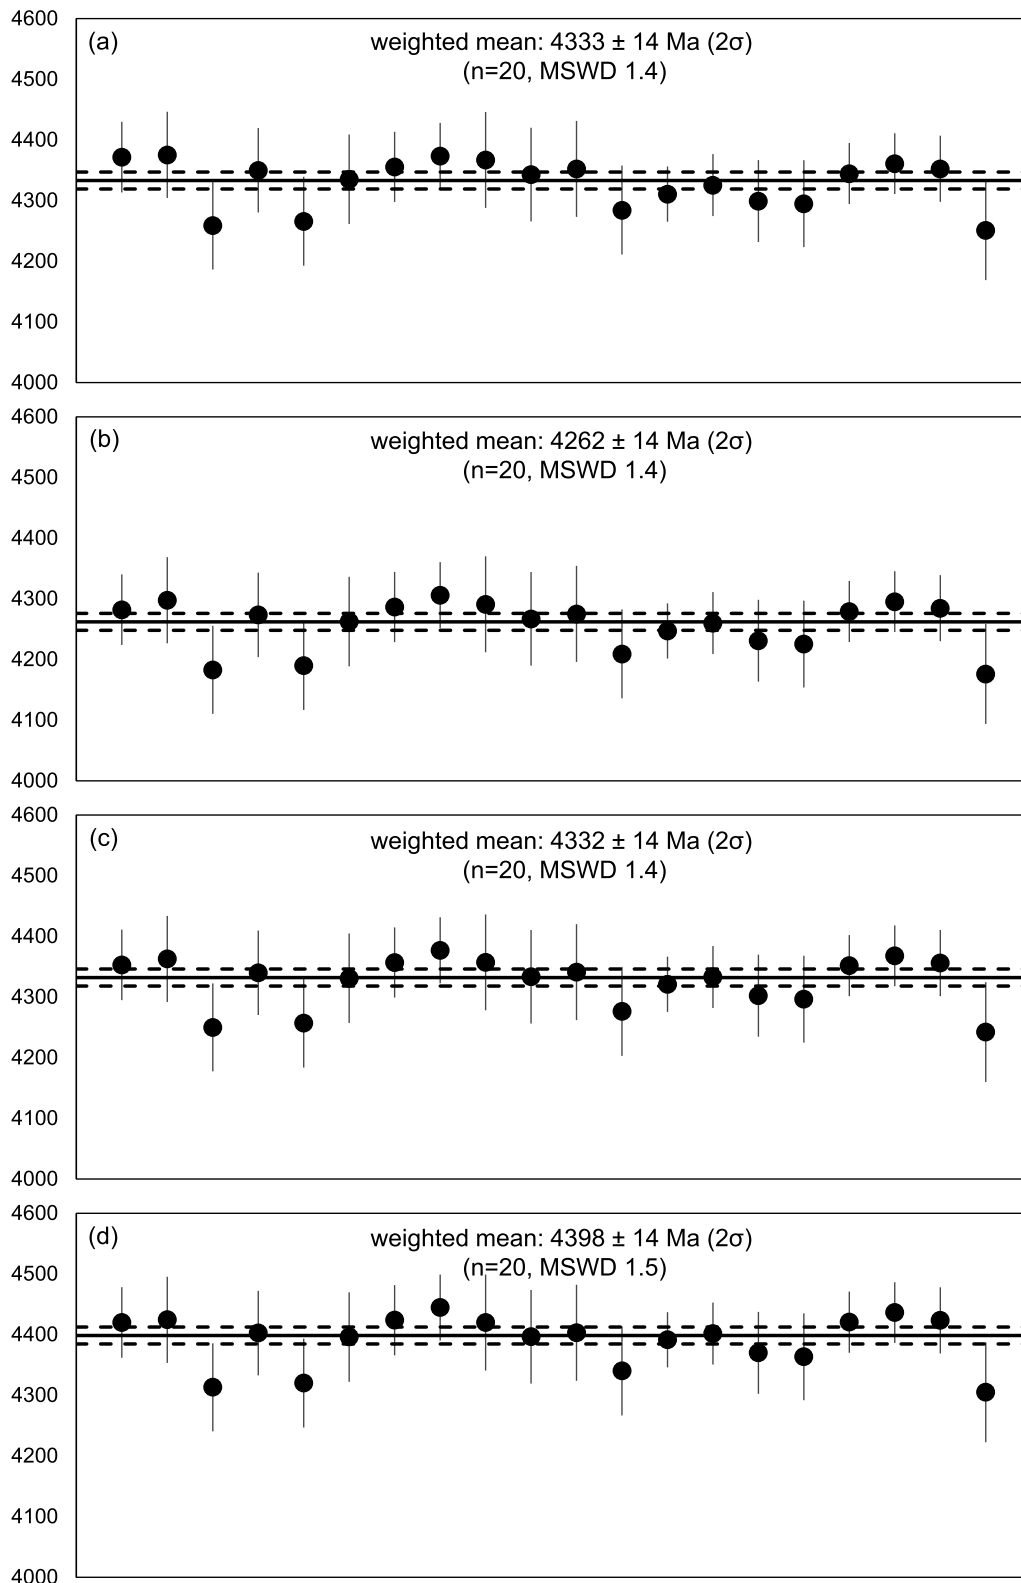 4600
(a)
weighted mean: 4333 ± 14 Ma (2σ)
(n=20, MSWD 1.4)
4500
4400
4300
4200
4100
4000
4600
(b)
weighted mean: 4262 ± 14 Ma (2σ)
(n=20, MSWD 1.4)
4500
4400
4300
4200
4100
4000
4600
(c)
weighted mean: 4332 ± 14 Ma (2σ)
(n=20, MSWD 1.4)
4500
4400
4300
4200
4100
4000
4600
(d)
weighted mean: 4398 ± 14 Ma (2σ)
(n=20, MSWD 1.5)
4500
4400
4300
4200
4100
4000